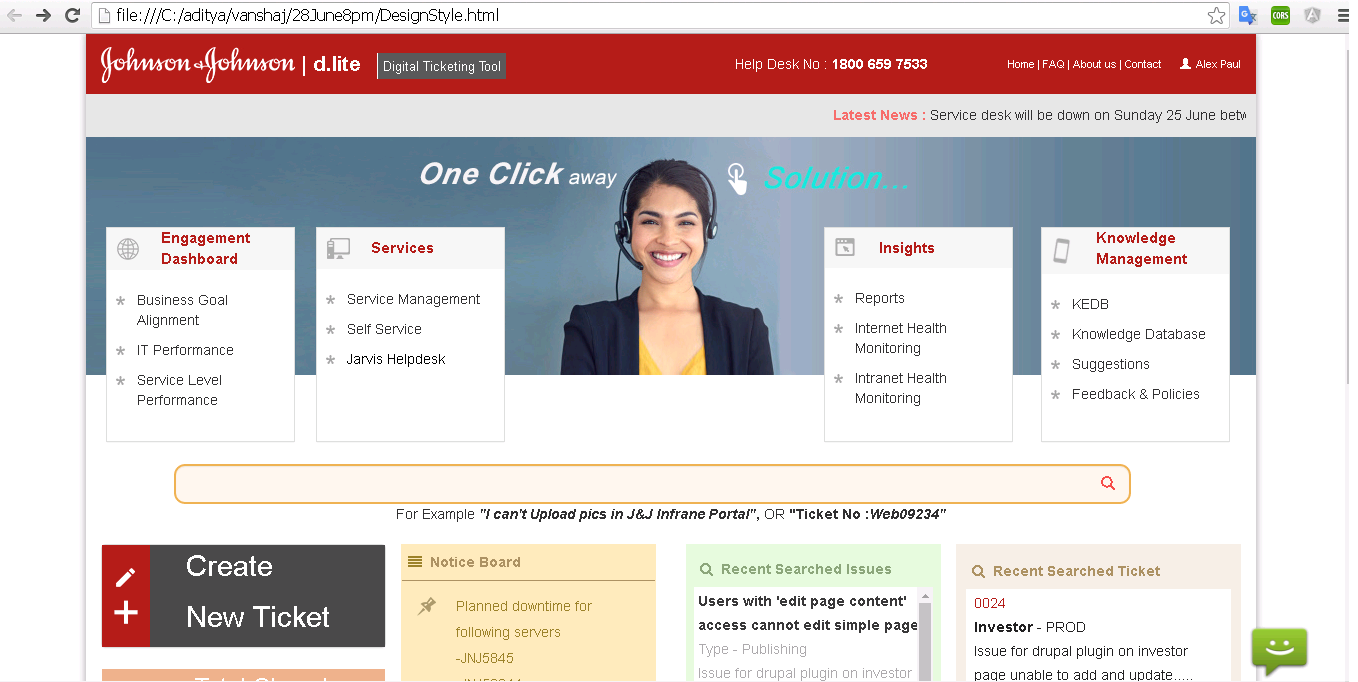 file:///C:/aditya/vanshaj/28June8pm/DesignStyle.html
CORS
Johnson & Johnson | d.lite
Digital Ticketing Tool
Help Desk No : 1800 659 7533
Home | FAQ | About us | Contact
Alex Paul
Latest News : Service desk will be down on Sunday 25 June betw
One Click away
Solution...
Engagement
Dashboard
* Business Goal
Alignment
* IT Performance
* Service Level
Performance
Services
* Service Management
* Self Service
* Jarvis Helpdesk
Insights
* Reports
* Internet Health
Monitoring
* Intranet Health
Monitoring
Knowledge
Management
* KEDB
* Knowledge Database
* Suggestions
* Feedback & Policies
For Example "I can't Upload pics in J&J Infrane Portal", OR "Ticket No :Web09234"
Create
New Ticket
Notice Board
Planned downtime for
following servers
-JNJ5845
Recent Searched Issues
Users with 'edit page content'
access cannot edit simple page
Type - Publishing
Issue for drupal plugin on investor
Recent Searched Ticket
0024
Investor - PROD
Issue for drupal plugin on investor
page unable to add and update.....